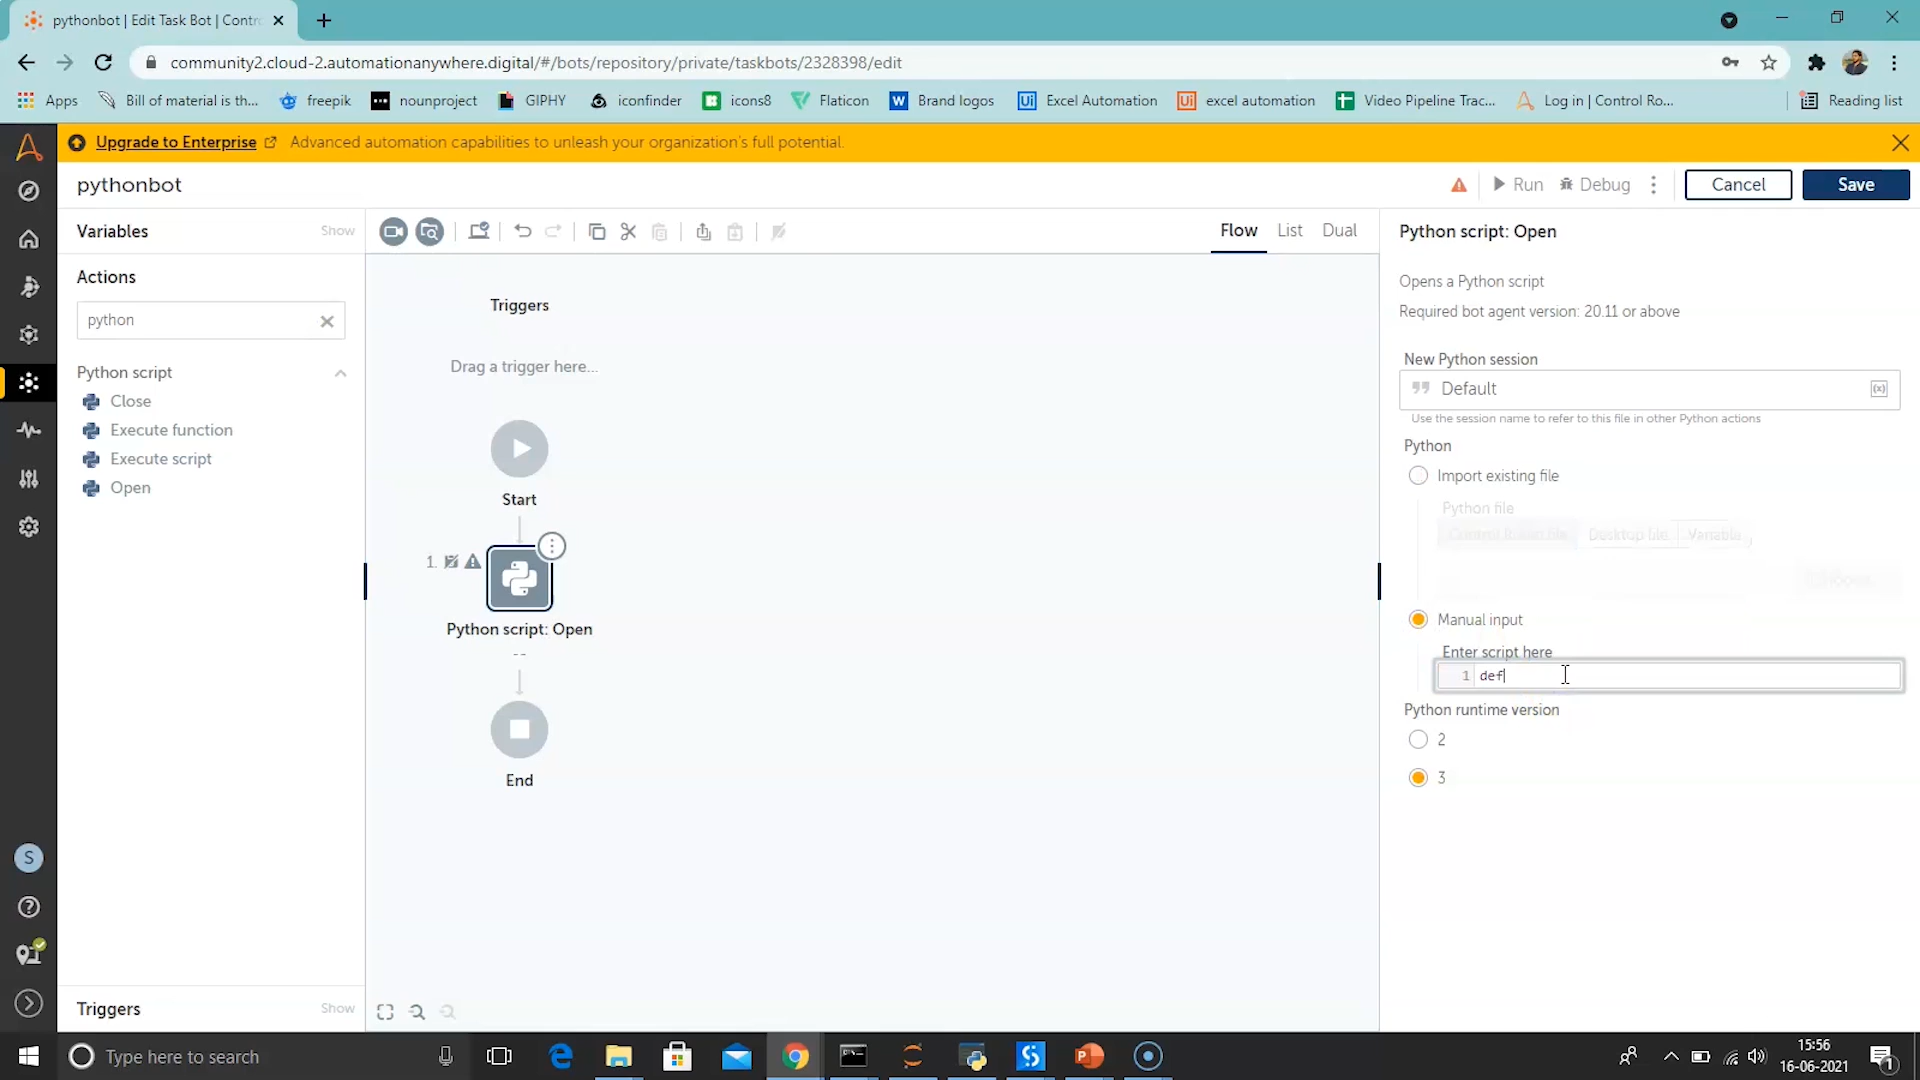 pythonbot | Edit Task Bot | Contro
community2.cloud-2.automationanywhere.digital/#/bots/repository/private/taskbots/2328398/edit
Apps Bill of material is th... freepik nounproject GIPHY iconfinder icons8 Flaticon Brand logos Excel Automation excel automation Video Pipeline Trac... Log in | Control Ro... Reading list
Upgrade to Enterprise Advanced automation capabilities to unleash your organization's full potential.
pythonbot Run Debug Cancel Save
Variables Show Flow List Dual Python script: Open
Actions
python
Python script
Close
Execute function
Execute script
Open
Triggers
Drag a trigger here...
Start
1.
Python script: Open
--
End
Opens a Python script
Required bot agent version: 20.11 or above
New Python session
Default
Use the session name to refer to this file in other Python actions
Python
Import existing file
Python file
Control Room file Desktop file Variable
Manual input
Enter script here
1 def
Python runtime version
2
3
S
Triggers Show
Type here to search
15:56
16-06-2021
1